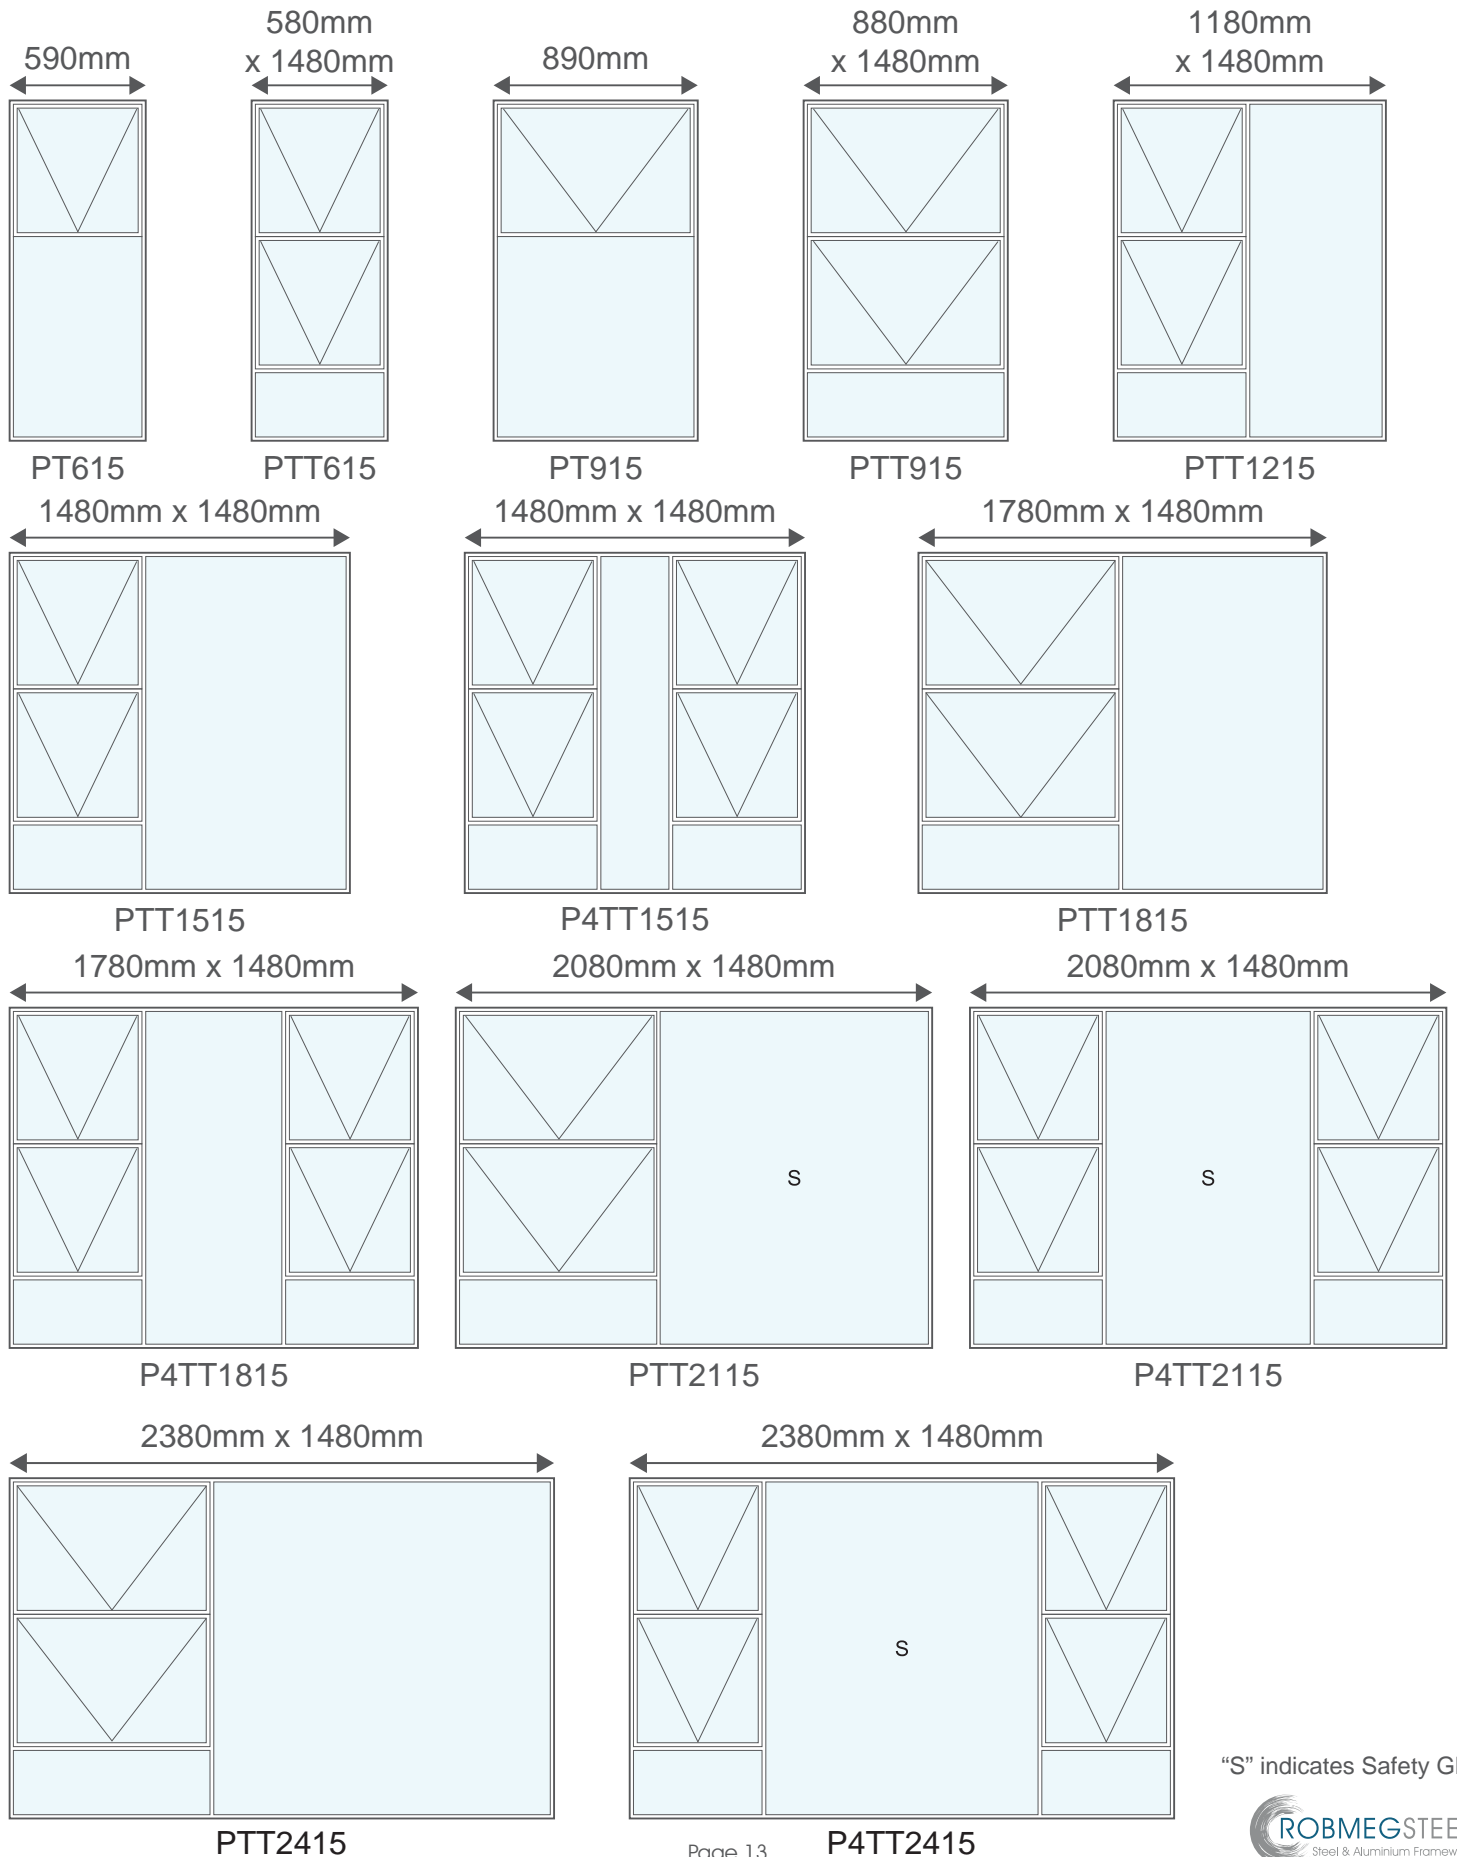 590mm
580mm
x 1480mm
890mm
880mm
x 1480mm
1180mm
x 1480mm
PT615
PTT615
PT915
PTT915
PTT1215
1480mm x 1480mm
1480mm x 1480mm
1780mm x 1480mm
PTT1515
P4TT1515
PTT1815
1780mm x 1480mm
2080mm x 1480mm
2080mm x 1480mm
S
S
P4TT1815
PTT2115
P4TT2115
2380mm x 1480mm
2380mm x 1480mm
S
"S" indicates Safety
PTT2415
Page 13
P4TT2415
ROBMEGSTEE
Steel & Aluminium